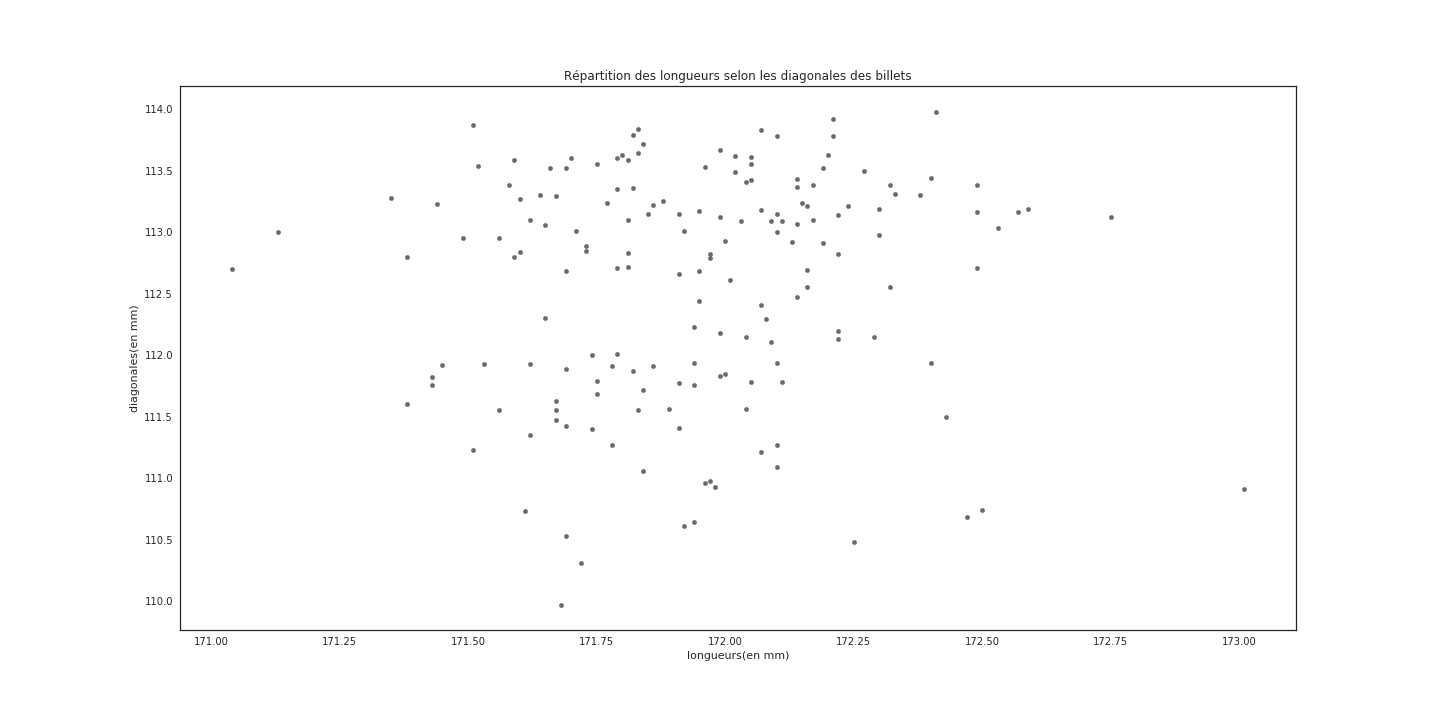 Répartition des longueurs selon les diagonales des billets
114.0
113.5
113.0
112.5
112.0
111.5
111.0
110.5
110.0
diagonales(en mm)
171.00 171.25 171.50 171.75 172.00 172.25 172.50 172.75 173.00
longueurs(en mm)